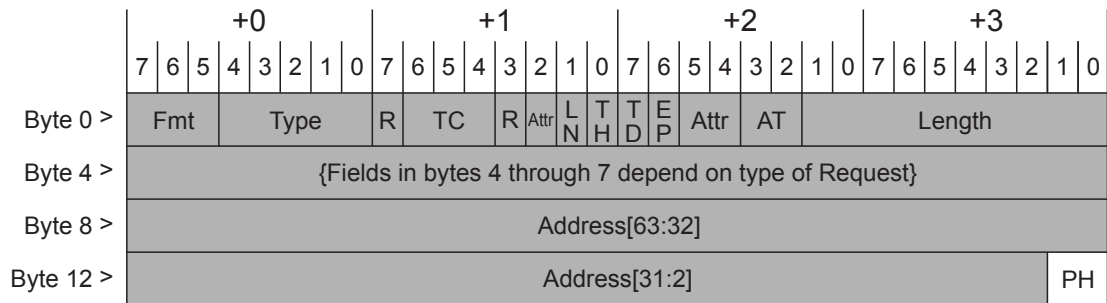 +0 +1 +2 +3
7 6 5 4 3 2 1 0 7 6 5 4 3 2 1 0 7 6 5 4 3 2 1 0 7 6 5 4 3 2 1 0
Byte 0 > Fmt Type R TC R Attr LN TH TD EP Attr AT Length
Byte 4 > {Fields in bytes 4 through 7 depend on type of Request}
Byte 8 > Address[63:32]
Byte 12 > Address[31:2] PH